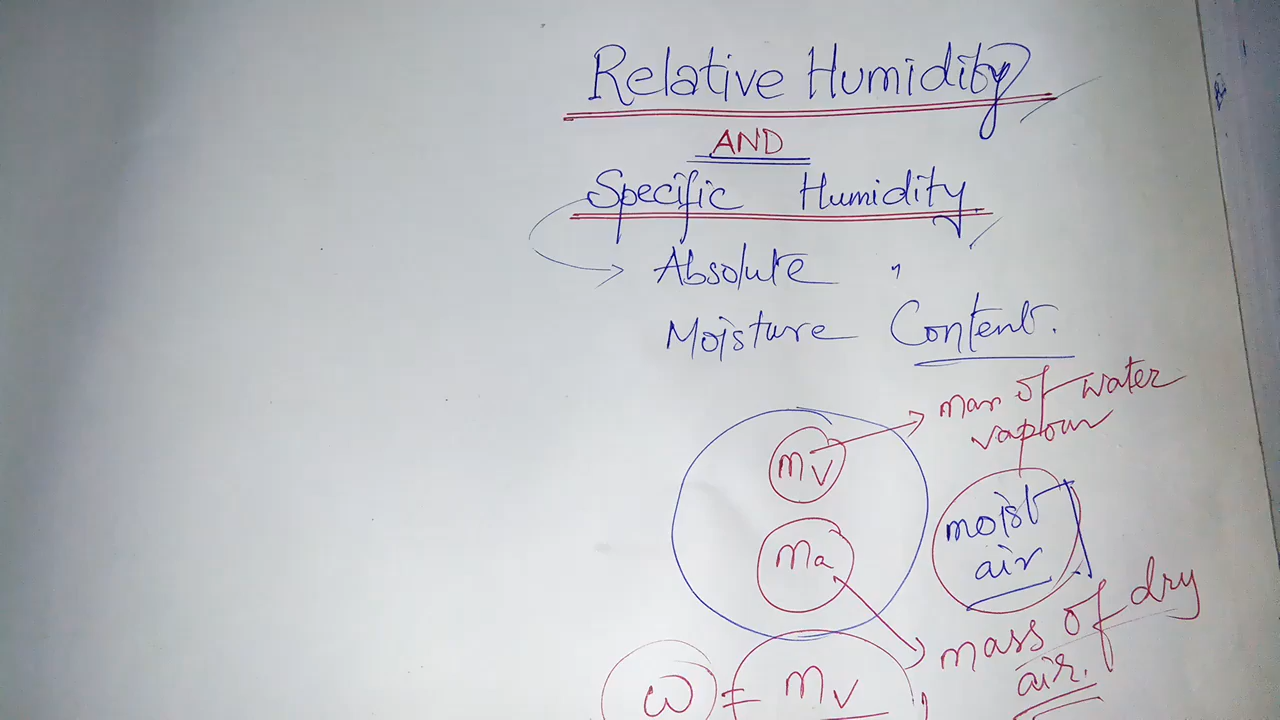 Relative Humidity
AND
Specific Humidity
Absolute "
Moisture Content.
mv
mass of water
vapour
ma
moist
air
mass of dry
air.
ω = mv